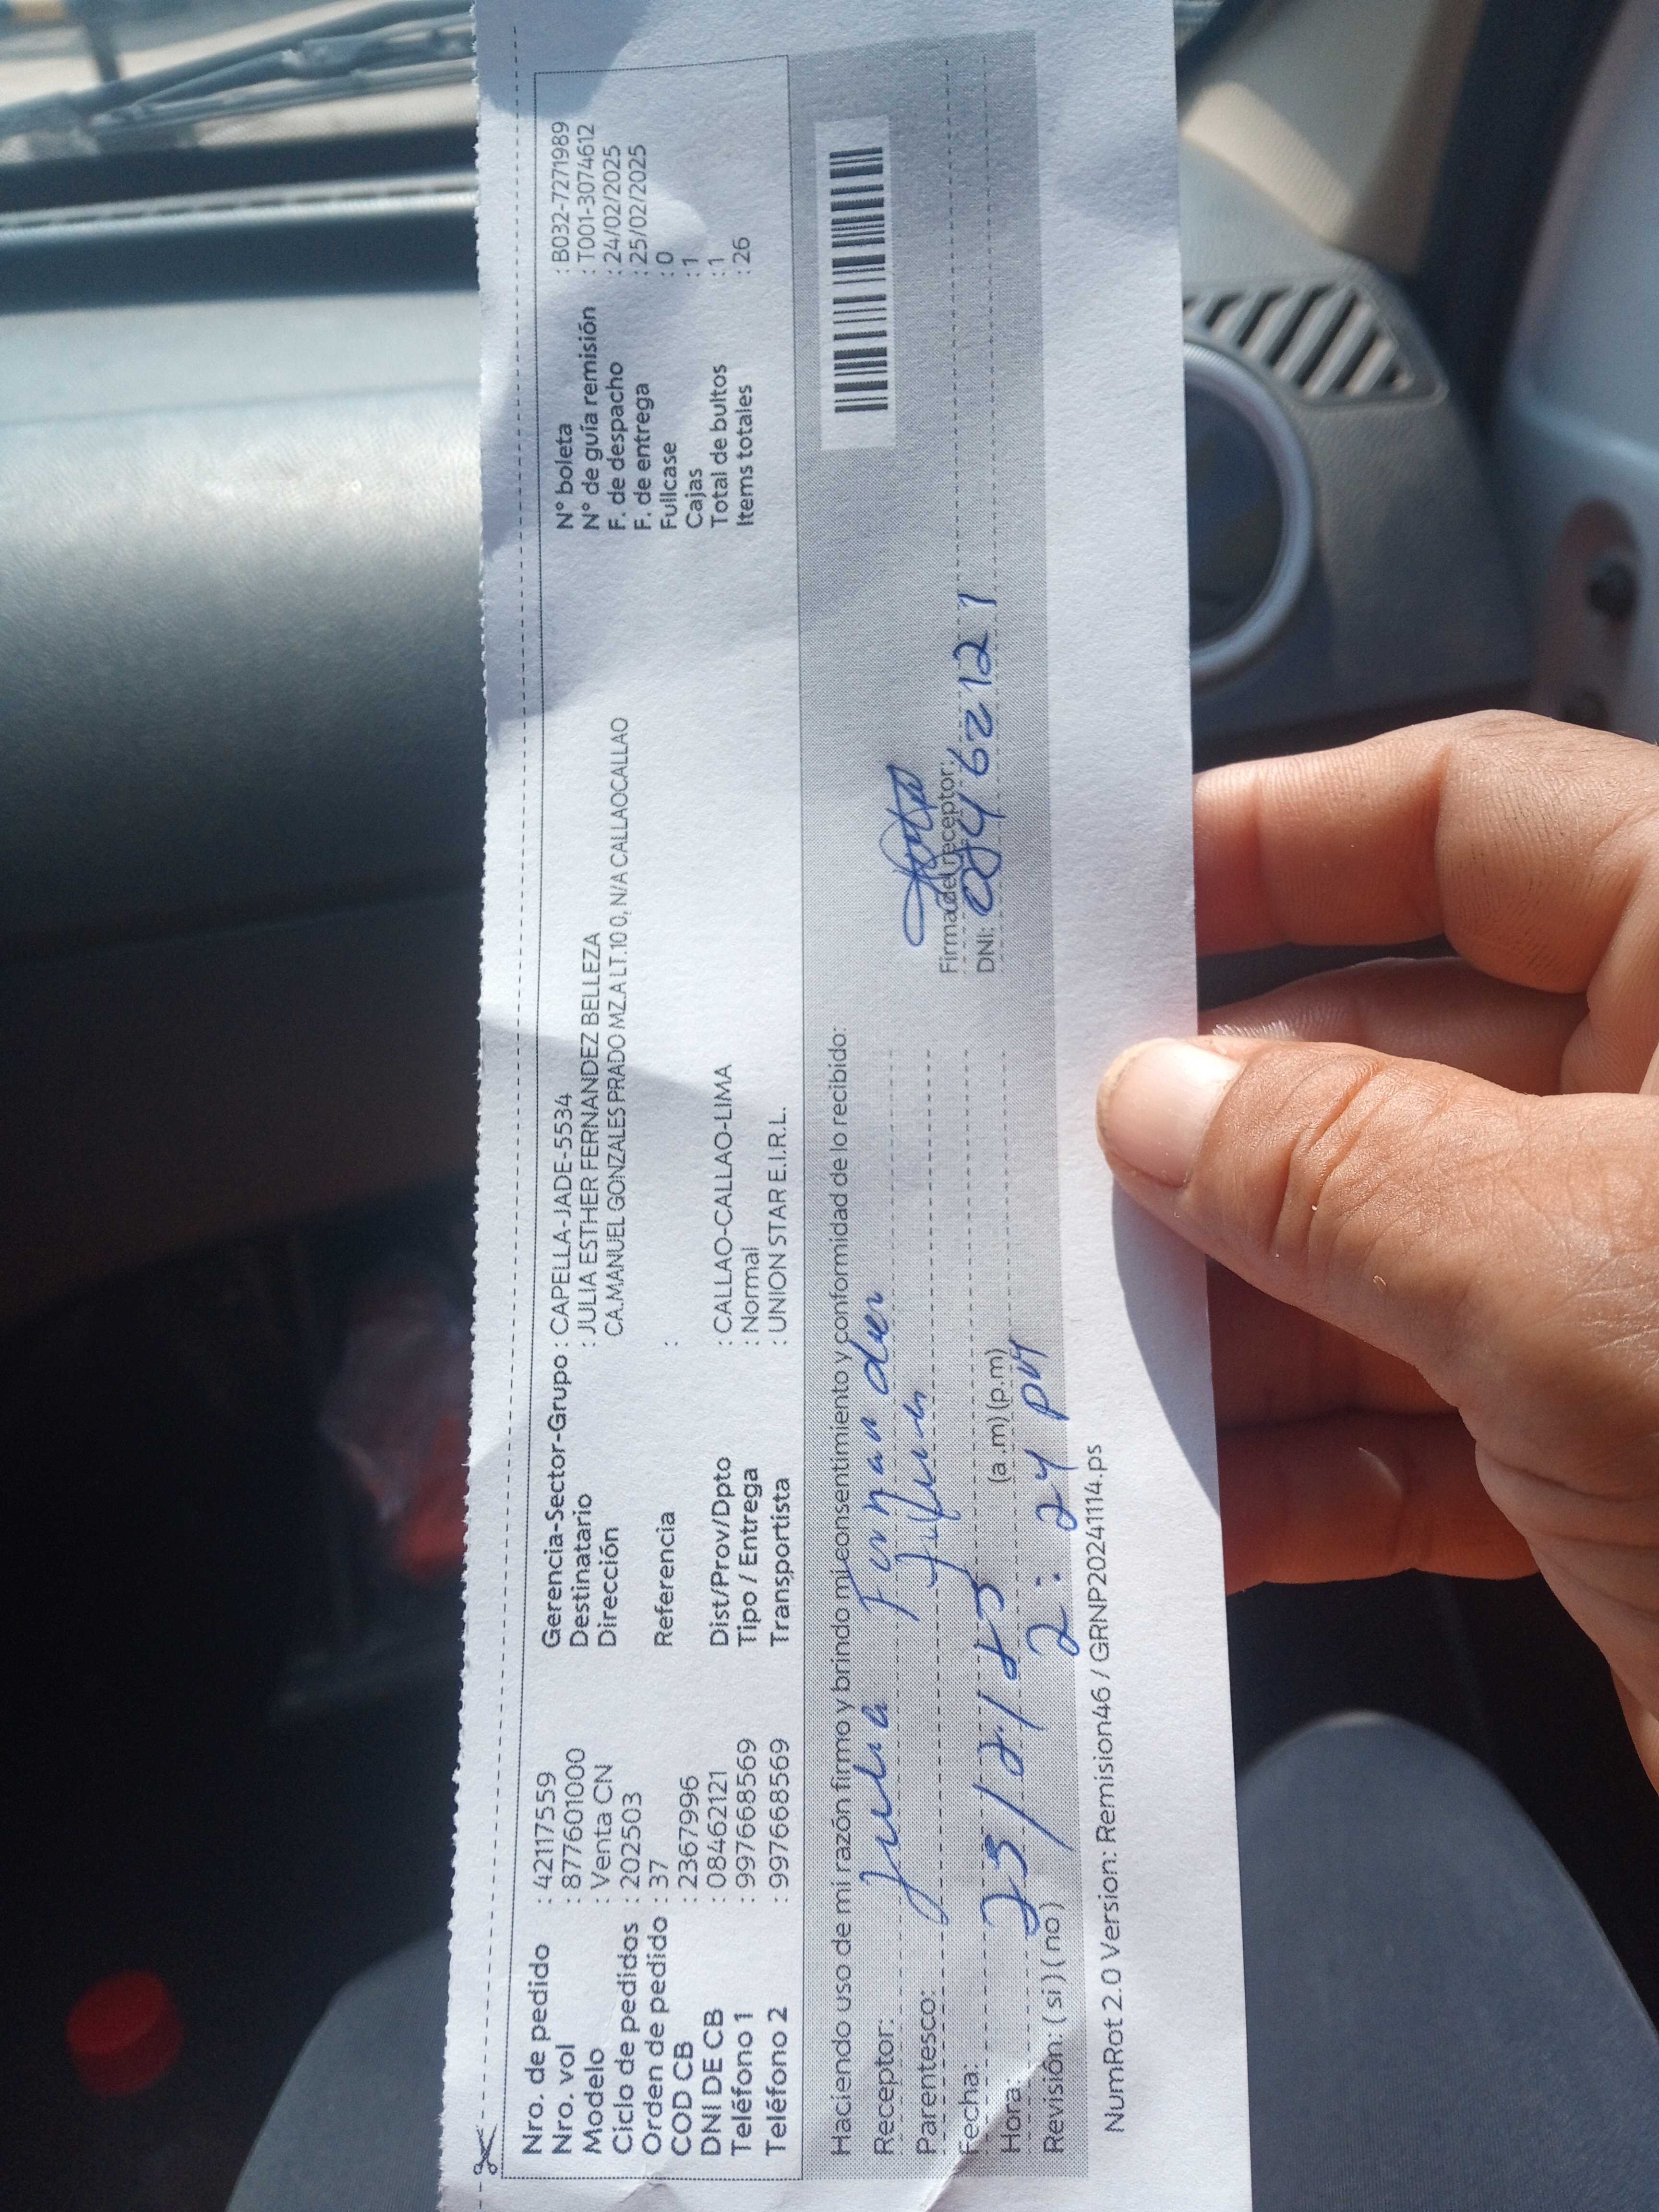 Nro. de pedido : 42117559
Nro. vol : 877601000
Modelo : Venta CN
Ciclo de pedidos : 202503
Orden de pedido : 37
COD CB : 2367996
DNI DE CB : 08462121
Teléfono 1 : 997668569
Teléfono 2 : 997668569
Gerencia-Sector-Grupo : CAPELLA-JADE-5534
Destinatario : JULIA ESTHER FERNANDEZ BELLEZA
Dirección CA.MANUEL GONZALES PRADO MZ.A LT.10 0, N/A CALLAOCALLAO
Referencia :
Dist/Prov/Dpto : CALLAO-CALLAO-LIMA
Tipo / Entrega : Normal
Transportista : UNION STAR E.I.R.L.
N° boleta : B032-7271989
N° de guía remisión : T001-3074612
F. de despacho : 24/02/2025
F. de entrega : 25/02/2025
Fullcase : 0
Cajas : 1
Total de bultos : 1
Items totales : 26
Haciendo uso de mi razón firmo y brindo mi consentimiento y conformidad de lo recibido:
Receptor: Julia
Parentesco:
Fecha: 25/2/25
Hora: (a .m) (p.m)
2:24 pm
Revisión: ( si ) ( no )
Firma del receptor:
DNI: 08462121
NumRot 2.0 Version: Remision46 / GRNP20241114.ps